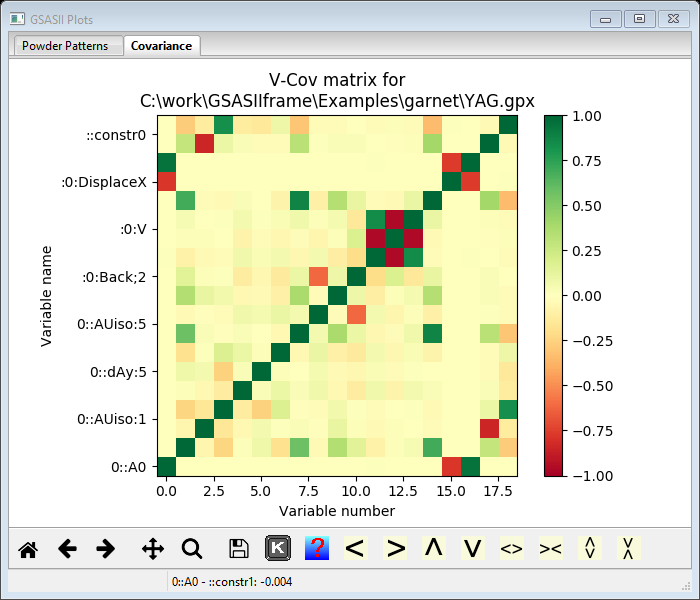 GSASII Plots
Powder Patterns
Covariance
V-Cov matrix for
C:\work\GSASIIframe\Examples\garnet\YAG.gpx
::constr0
:0:DisplaceX
:0:V
:0:Back;2
0::AUiso:5
0::dAy:5
0::AUiso:1
0::A0
Variable name
0.0 2.5 5.0 7.5 10.0 12.5 15.0 17.5
Variable number
1.00
0.75
0.50
0.25
0.00
−0.25
−0.50
−0.75
−1.00
K ? < > Λ V <> >< 
0::A0 - ::constr1: -0.004